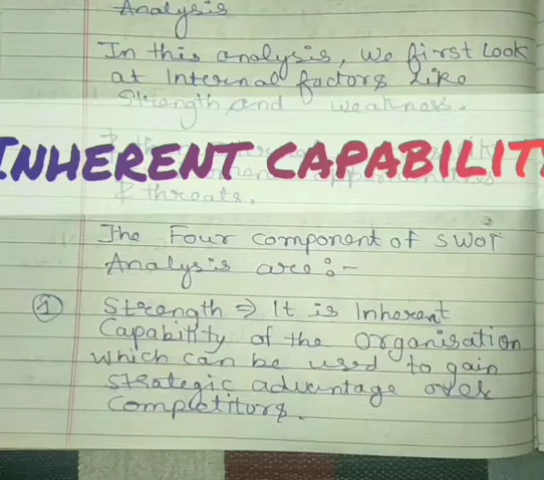 Analysis
In this analysis, we first look
at Internal factors like
Strength and weakness.
INHERENT CAPABILIT
& threats.
The Four component of SWOT
Analysis are:-
① Strength ⇒ It is Inherent
Capability of the Organisation
which can be used to gain
strategic advantage over
Competitors.